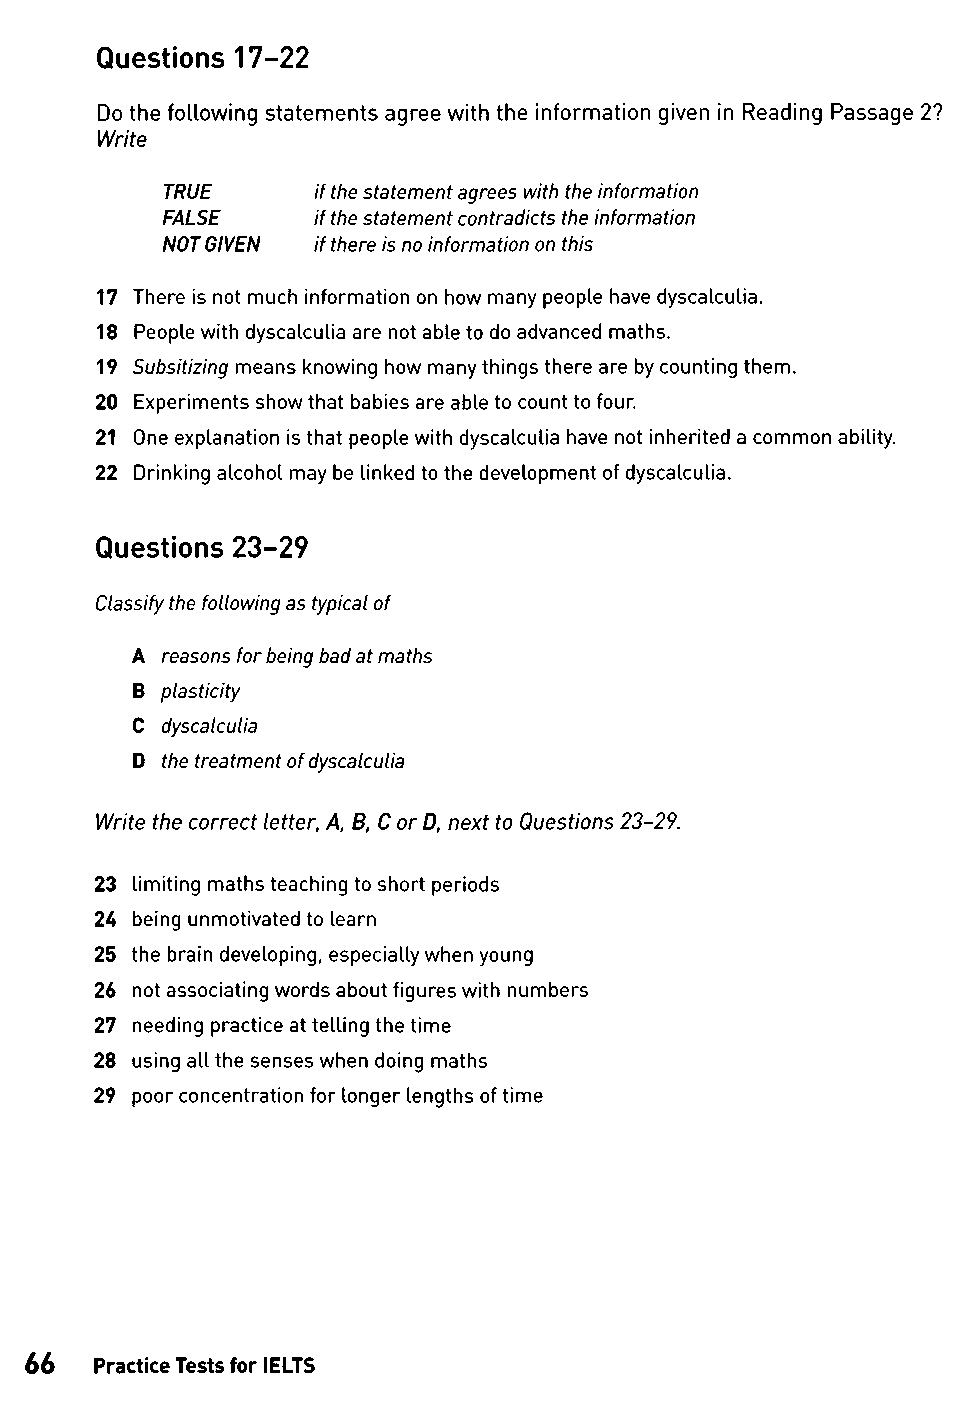 Questions 17–22
Do the following statements agree with the information given in Reading Passage 2?
Write
TRUE if the statement agrees with the information
FALSE if the statement contradicts the information
NOT GIVEN if there is no information on this
17 There is not much information on how many people have dyscalculia.
18 People with dyscalculia are not able to do advanced maths.
19 Subsitizing means knowing how many things there are by counting them.
20 Experiments show that babies are able to count to four.
21 One explanation is that people with dyscalculia have not inherited a common ability.
22 Drinking alcohol may be linked to the development of dyscalculia.
Questions 23–29
Classify the following as typical of
A reasons for being bad at maths
B plasticity
C dyscalculia
D the treatment of dyscalculia
Write the correct letter, A, B, C or D, next to Questions 23–29.
23 limiting maths teaching to short periods
24 being unmotivated to learn
25 the brain developing, especially when young
26 not associating words about figures with numbers
27 needing practice at telling the time
28 using all the senses when doing maths
29 poor concentration for longer lengths of time
66 Practice Tests for IELTS